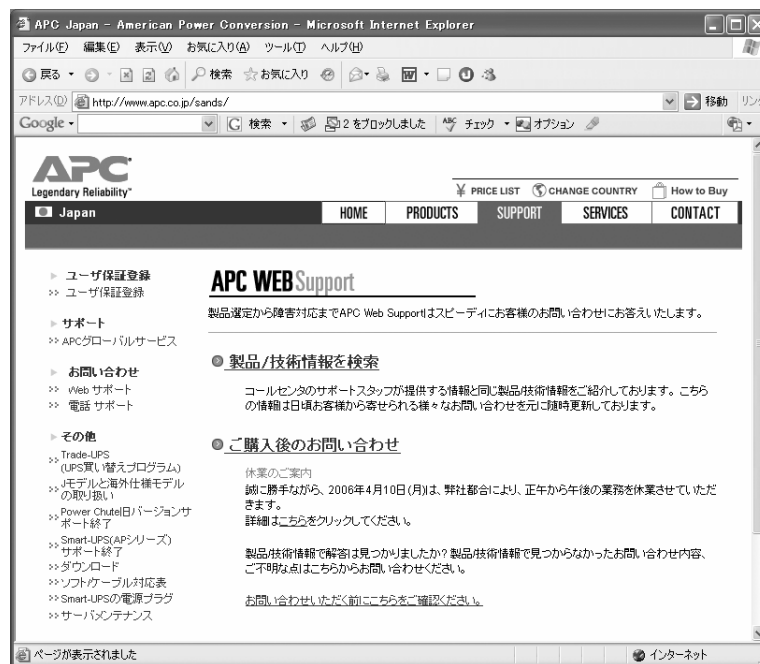 APC Japan - American Power Conversion - Microsoft Internet Explorer
ファイル(F) 編集(E) 表示(V) お気に入り(A) ツール(T) ヘルプ(H)
戻る 検索 お気に入り
アドレス(D) http://www.apc.co.jp/sands/ 移動 リンク
Google 検索 2 をブロックしました ABC チェック オプション
APC
Legendary Reliability
¥ PRICE LIST CHANGE COUNTRY How to Buy
Japan HOME PRODUCTS SUPPORT SERVICES CONTACT
ユーザ保証登録
>> ユーザ保証登録
サポート
>> APCグローバルサービス
お問い合わせ
>> Web サポート
>> 電話 サポート
その他
>> Trade-UPS
(UPS買い替えプログラム)
>> Jモデルと海外仕様モデル
の取り扱い
>> Power Chute旧バージョンサ
ポート終了
>> Smart-UPS(APシリーズ)
サポート終了
>> ダウンロード
>> ソフト/ケーブル対応表
>> Smart-UPSの電源プラグ
>> サーバメンテナンス
APC WEB Support
製品選定から障害対応までAPC Web Supportはスピーディにお客様のお問い合わせにお答えいたします。
製品/技術情報を検索
コールセンタのサポートスタッフが提供する情報と同じ製品/技術情報をご紹介しております。こちら
の情報は日頃お客様から寄せられる様々なお問い合わせを元に随時更新しております。
ご購入後のお問い合わせ
休業のご案内
誠に勝手ながら、2006年4月10日(月)は、弊社都合により、正午から午後の業務を休業させていただ
きます。
詳細はこちらをクリックしてください。
製品/技術情報で解答は見つかりましたか?製品/技術情報で見つからなかったお問い合わせ内容、
ご不明な点はこちらからお問い合わせください。
お問い合わせいただく前にこちらをご確認ください。
ページが表示されました インターネット